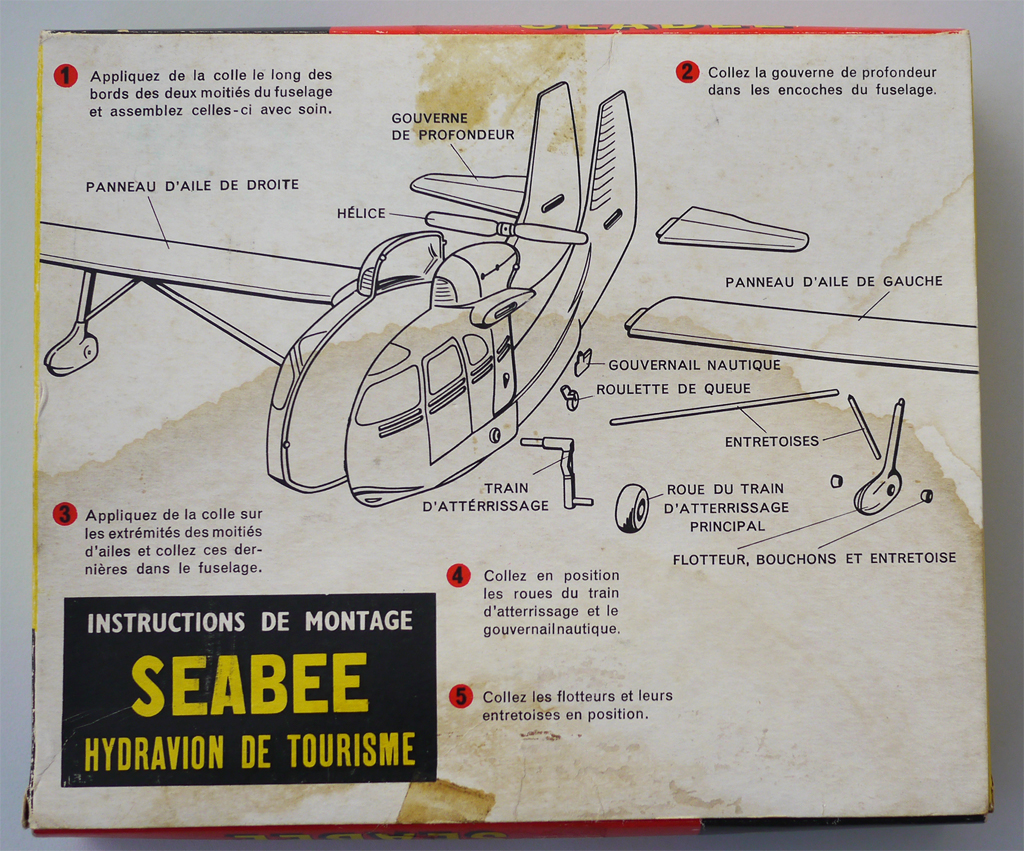 SEABEE
1 Appliquez de la colle le long des
bords des deux moitiés du fuselage
et assemblez celles-ci avec soin.
2 Collez la gouverne de profondeur
dans les encoches du fuselage.
GOUVERNE
DE PROFONDEUR
PANNEAU D'AILE DE DROITE
HÉLICE
PANNEAU D'AILE DE GAUCHE
GOUVERNAIL NAUTIQUE
ROULETTE DE QUEUE
ENTRETOISES
TRAIN
D'ATTÉRRISSAGE
ROUE DU TRAIN
D'ATTERRISSAGE
PRINCIPAL
FLOTTEUR, BOUCHONS ET ENTRETOISE
3 Appliquez de la colle sur
les extrémités des moitiés
d'ailes et collez ces der-
nières dans le fuselage.
4 Collez en position
les roues du train
d'atterrissage et le
gouvernailnautique.
5 Collez les flotteurs et leurs
entretoises en position.
INSTRUCTIONS DE MONTAGE
SEABEE
HYDRAVION DE TOURISME
SEABEE